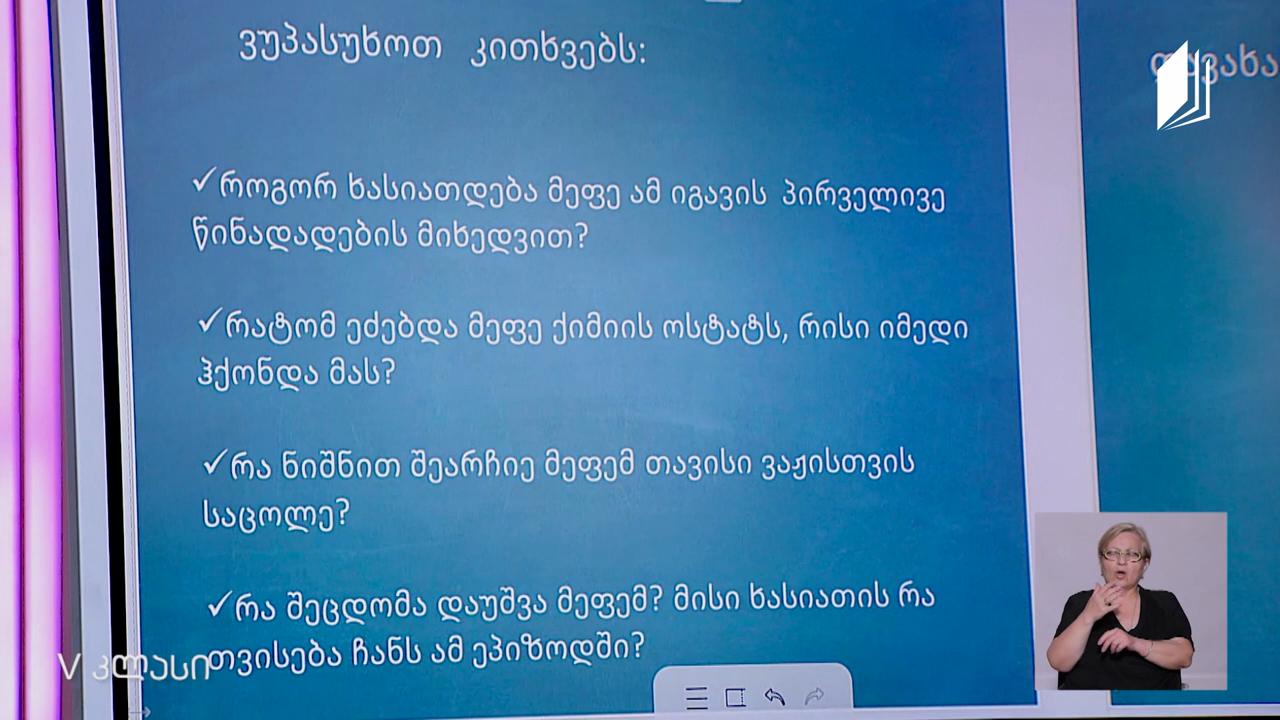 ვუპასუხოთ კითხვებს:
✓როგორ ხასიათდება მეფე ამ იგავის პირველივე
წინადადების მიხედვით?
✓რატომ ეძებდა მეფე ქიმიის ოსტატს, რისი იმედი
ჰქონდა მას?
✓რა ნიშნით შეარჩიე მეფემ თავისი ვაჟისთვის
საცოლე?
✓რა შეცდომა დაუშვა მეფემ? მისი ხასიათის რა
თვისება ჩანს ამ ეპიზოდში?
V კლასი